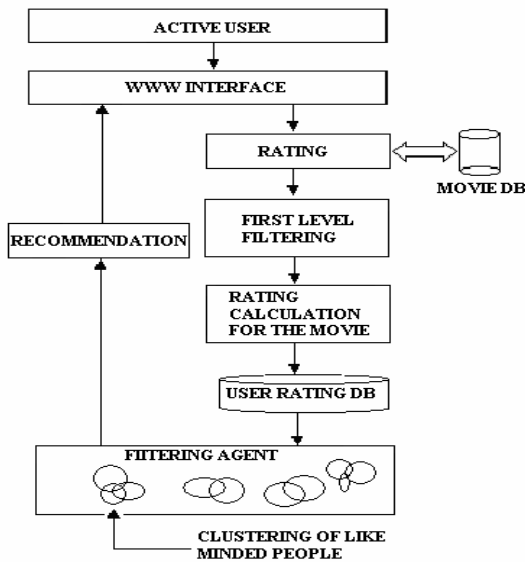 ACTIVE USER
WWW INTERFACE
RATING
MOVIE DB
FIRST LEVEL
FILTERING
RECOMMENDATION
RATING
CALCULATION
FOR THE MOVIE
USER RATING DB
FIITERING AGENT
CLUSTERING OF LIKE
MINDED PEOPLE